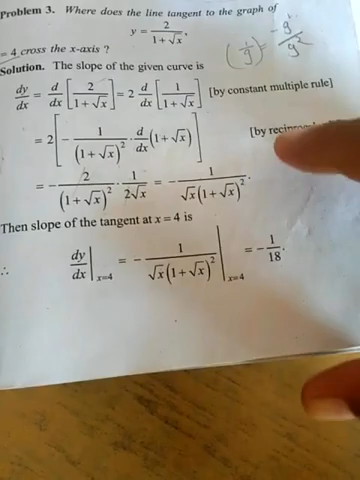 Problem 3. Where does the line tangent to the graph of
y = 2/(1+√x),
(1/g)' = -g'/g²
= 4 cross the x-axis ?
Solution. The slope of the given curve is
dy/dx = d/dx [2/(1+√x)] = 2 d/dx [1/(1+√x)] [by constant multiple rule]
= 2[-1/(1+√x)² · d/dx (1+√x)] [by
= -2/(1+√x)² · 1/(2√x) = -1/(√x(1+√x)²).
Then slope of the tangent at x = 4 is
∴ dy/dx|x=4 = -1/(√x(1+√x)²)|x=4 = -1/18.